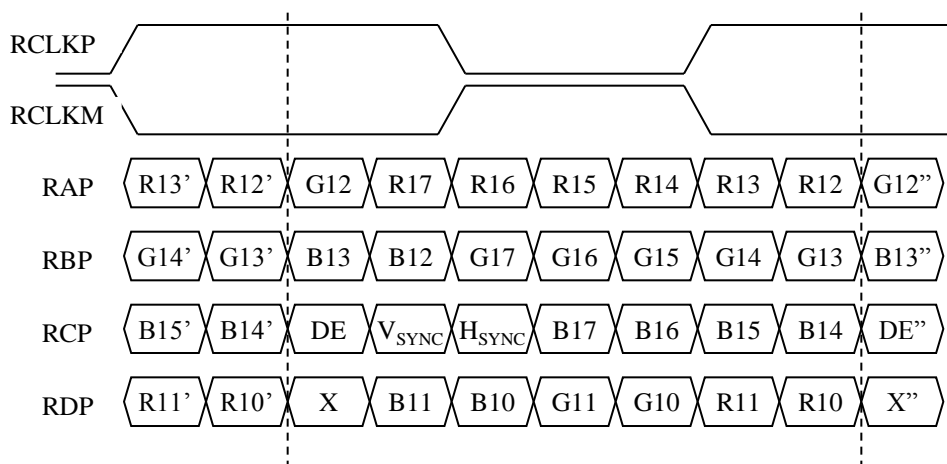 RCLKP
RCLKM
RAP R13’ R12’ G12 R17 R16 R15 R14 R13 R12 G12”
RBP G14’ G13’ B13 B12 G17 G16 G15 G14 G13 B13”
RCP B15’ B14’ DE VSYNC HSYNC B17 B16 B15 B14 DE”
RDP R11’ R10’ X B11 B10 G11 G10 R11 R10 X”